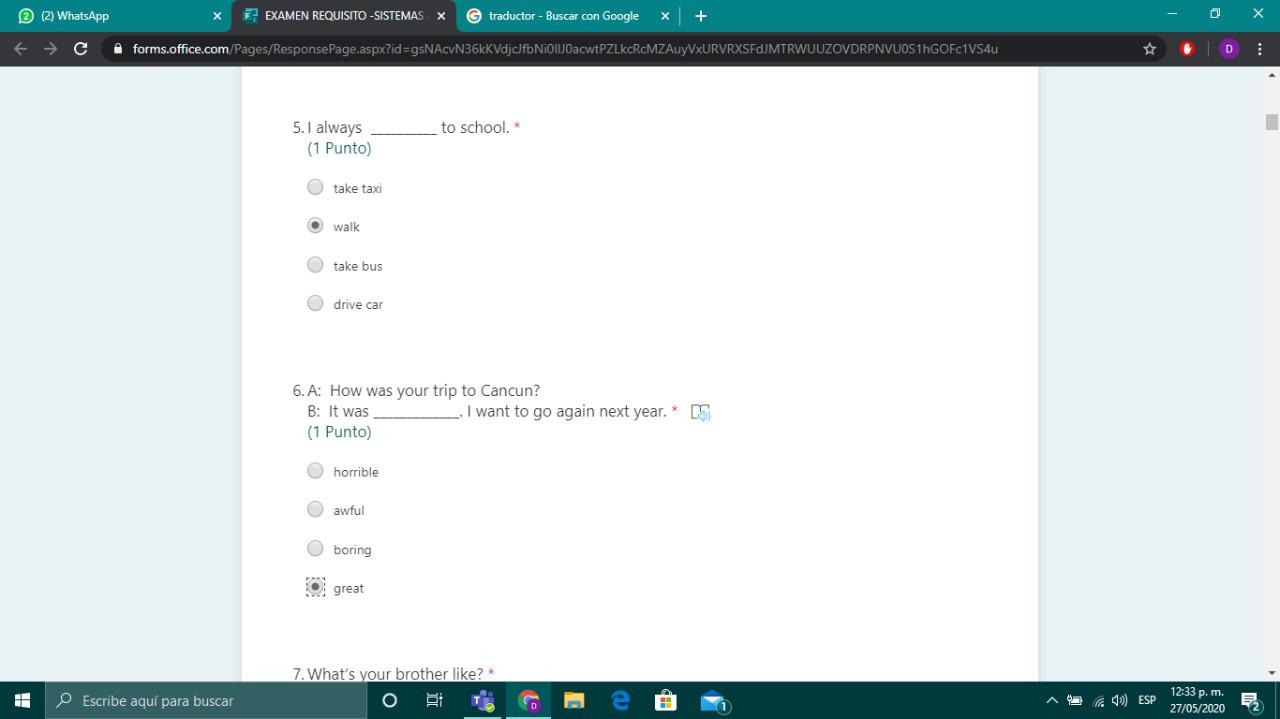 (2) WhatsApp
EXAMEN REQUISITO -SISTEMAS
traductor - Buscar con Google
forms.office.com/Pages/ResponsePage.aspx?id=gsNAcvN36kKVdjcJfbNi0lIJ0acwtPZLkcRcMZAuyVxURVRXSFdJMTRWUUZOVDRPNVU0S1hGOFc1VS4u
D
5. I always __________ to school. *
(1 Punto)
take taxi
walk
take bus
drive car
6. A: How was your trip to Cancun?
B: It was _____________. I want to go again next year. *
(1 Punto)
horrible
awful
boring
great
7. What's your brother like? *
Escribe aquí para buscar
ESP
12:33 p. m.
27/05/2020